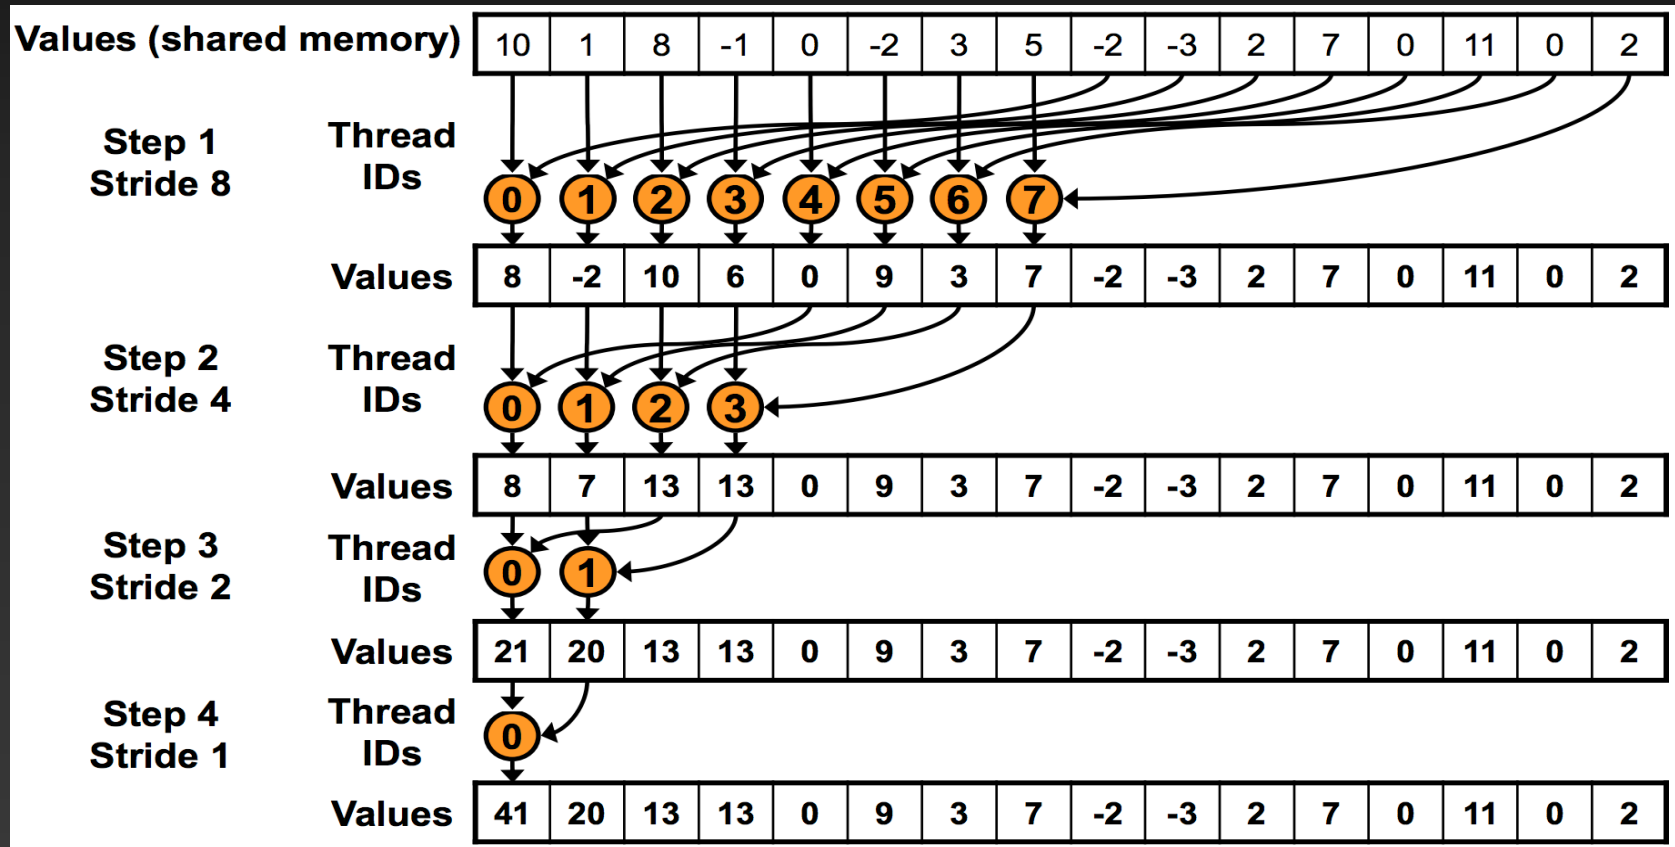 Values (shared memory) 10 1 8 -1 0 -2 3 5 -2 -3 2 7 0 11 0 2
Step 1 Thread
Stride 8 IDs
0 1 2 3 4 5 6 7
Values 8 -2 10 6 0 9 3 7 -2 -3 2 7 0 11 0 2
Step 2 Thread
Stride 4 IDs
0 1 2 3
Values 8 7 13 13 0 9 3 7 -2 -3 2 7 0 11 0 2
Step 3 Thread
Stride 2 IDs
0 1
Values 21 20 13 13 0 9 3 7 -2 -3 2 7 0 11 0 2
Step 4 Thread
Stride 1 IDs
0
Values 41 20 13 13 0 9 3 7 -2 -3 2 7 0 11 0 2